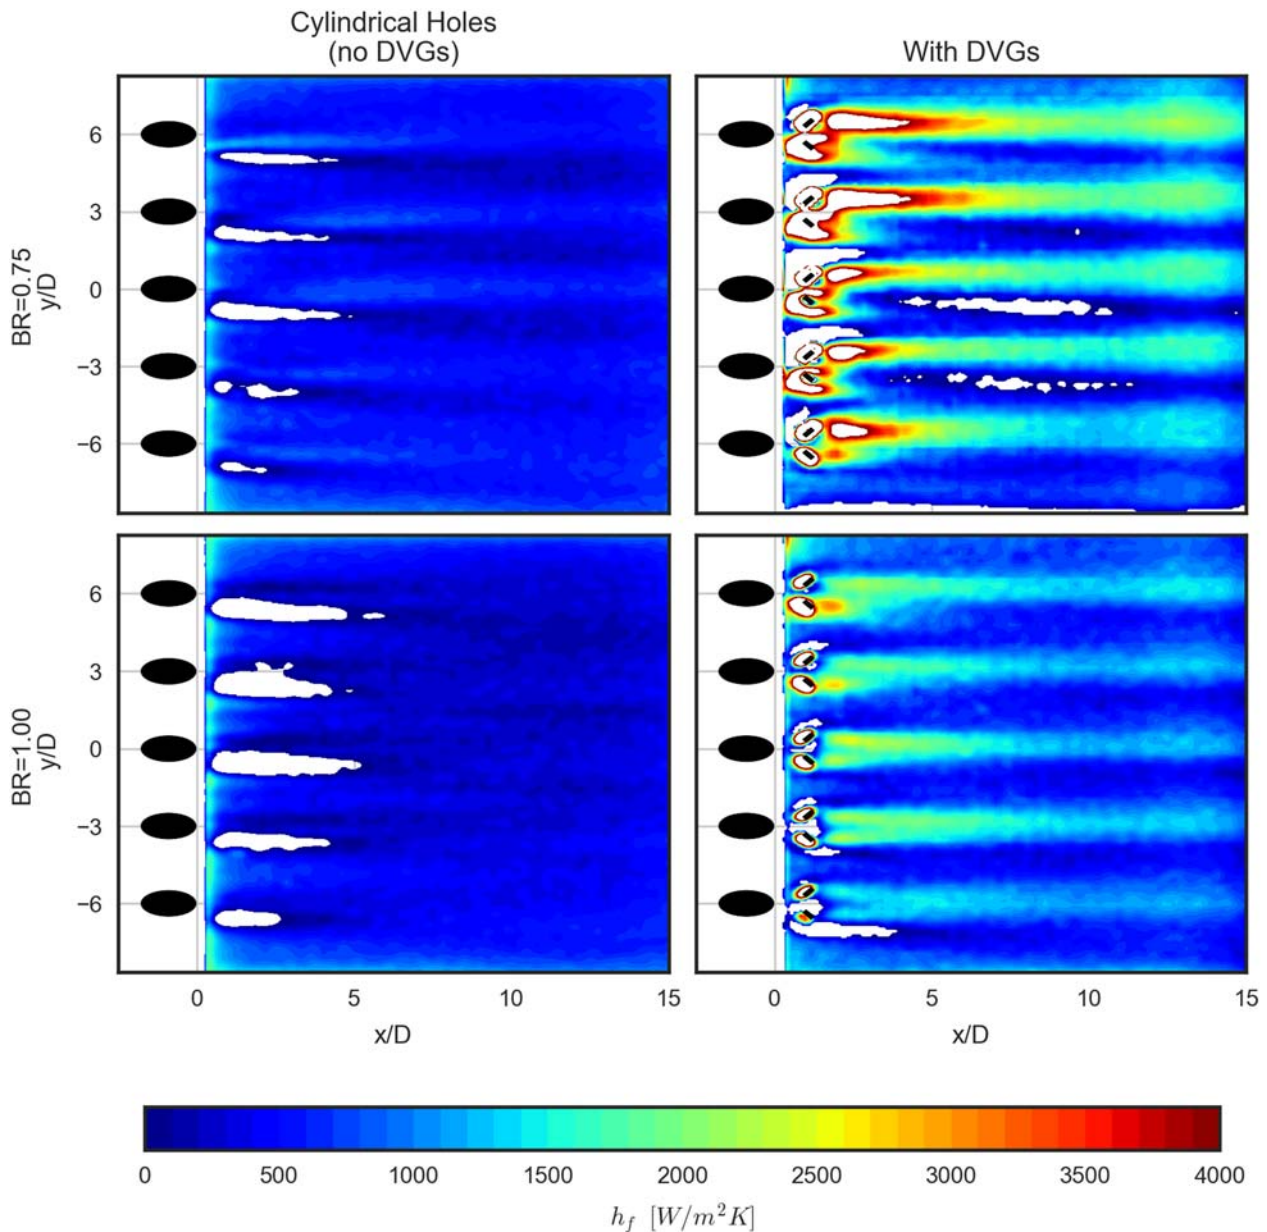 Cylindrical Holes
(no DVGs)
With DVGs
BR=0.75
y/D
6
3
0
−3
−6
BR=1.00
y/D
6
3
0
−3
−6
0 5 10 15
0 5 10 15
x/D
x/D
0 500 1000 1500 2000 2500 3000 3500 4000
h_f [W/m²K]